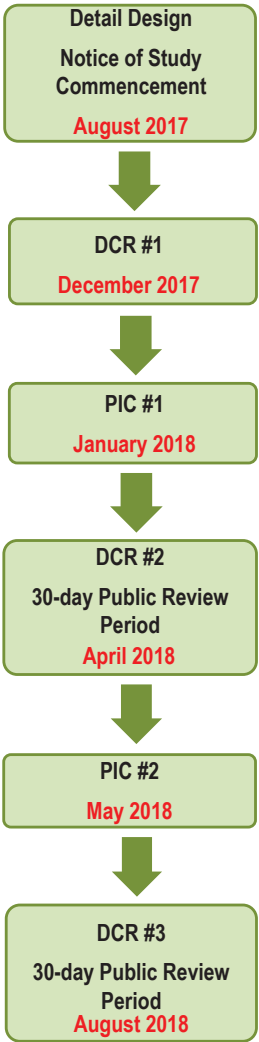 Detail Design
Notice of Study
Commencement
August 2017
DCR #1
December 2017
PIC #1
January 2018
DCR #2
30-day Public Review
Period
April 2018
PIC #2
May 2018
DCR #3
30-day Public Review
Period
August 2018